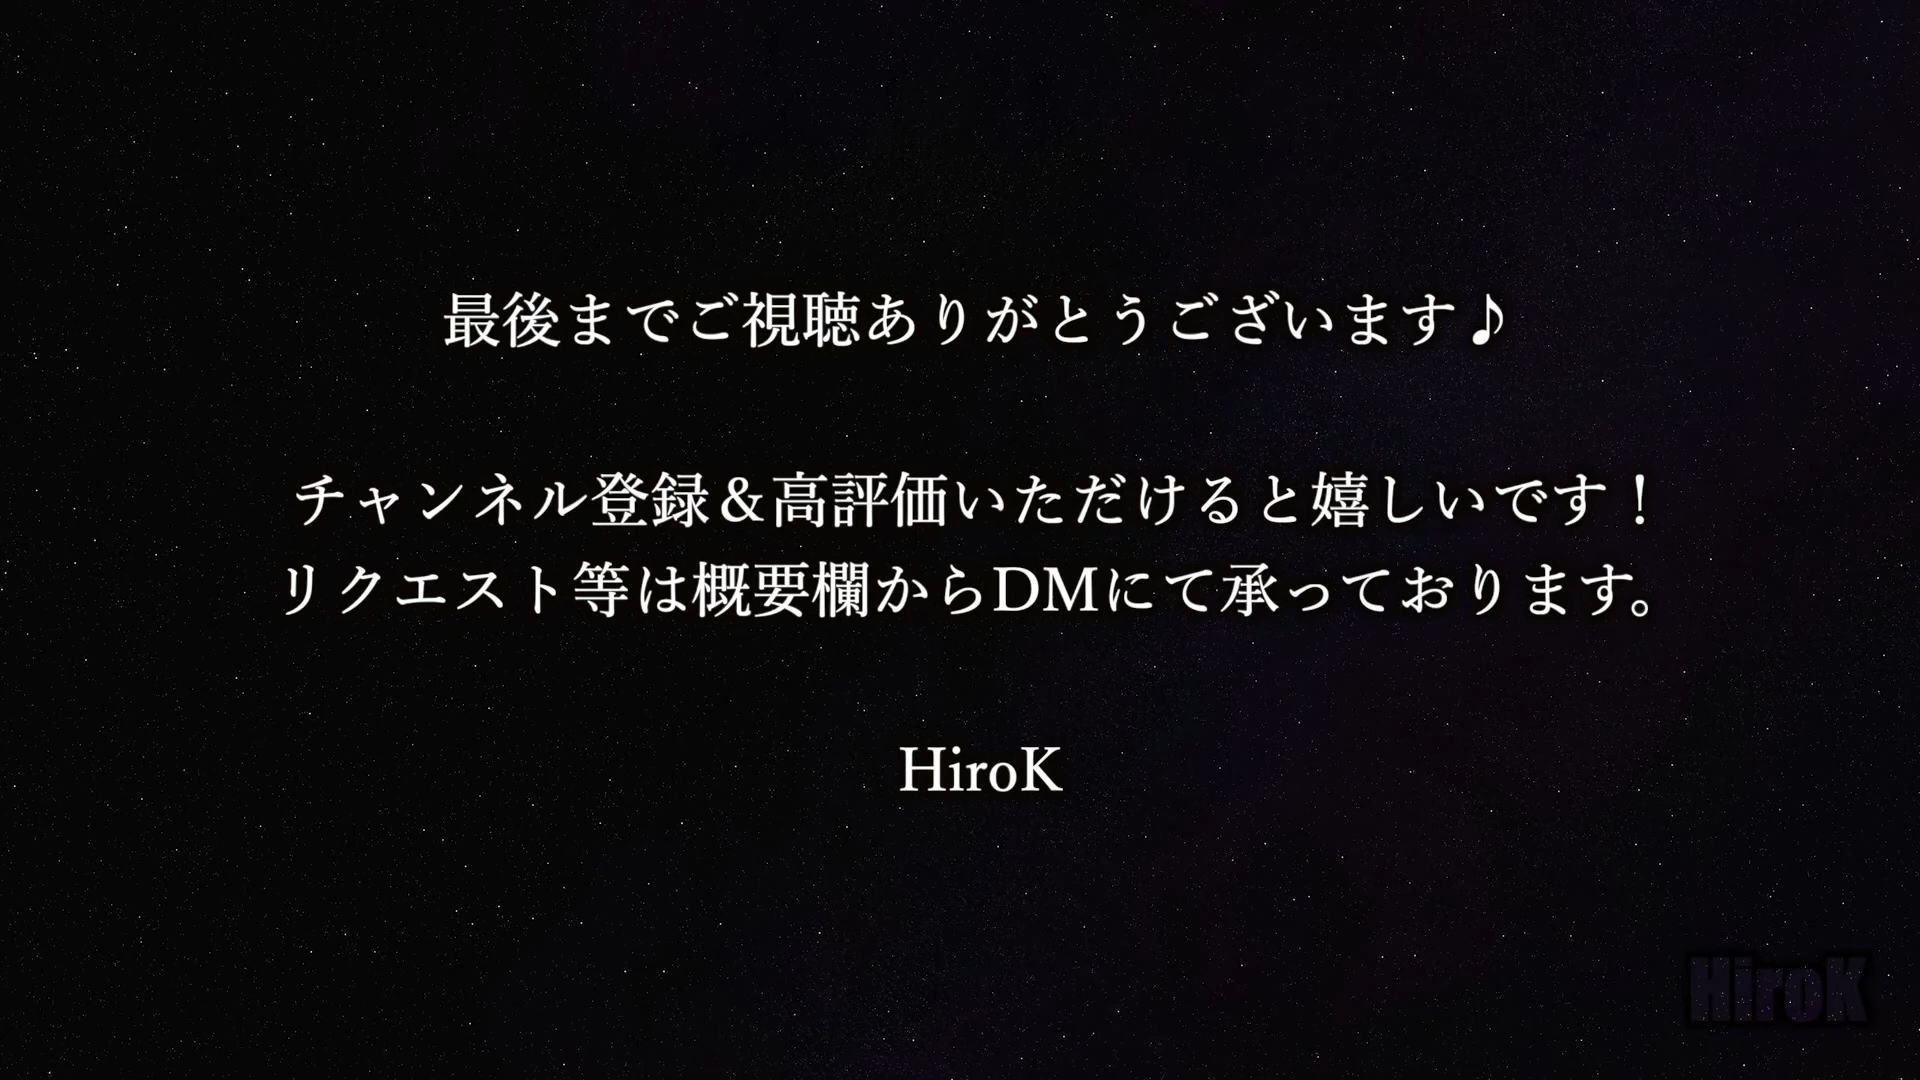 最後までご視聴ありがとうございます♪
チャンネル登録＆高評価いただけると嬉しいです！
リクエスト等は概要欄からDMにて承っております。
HiroK
HiroK